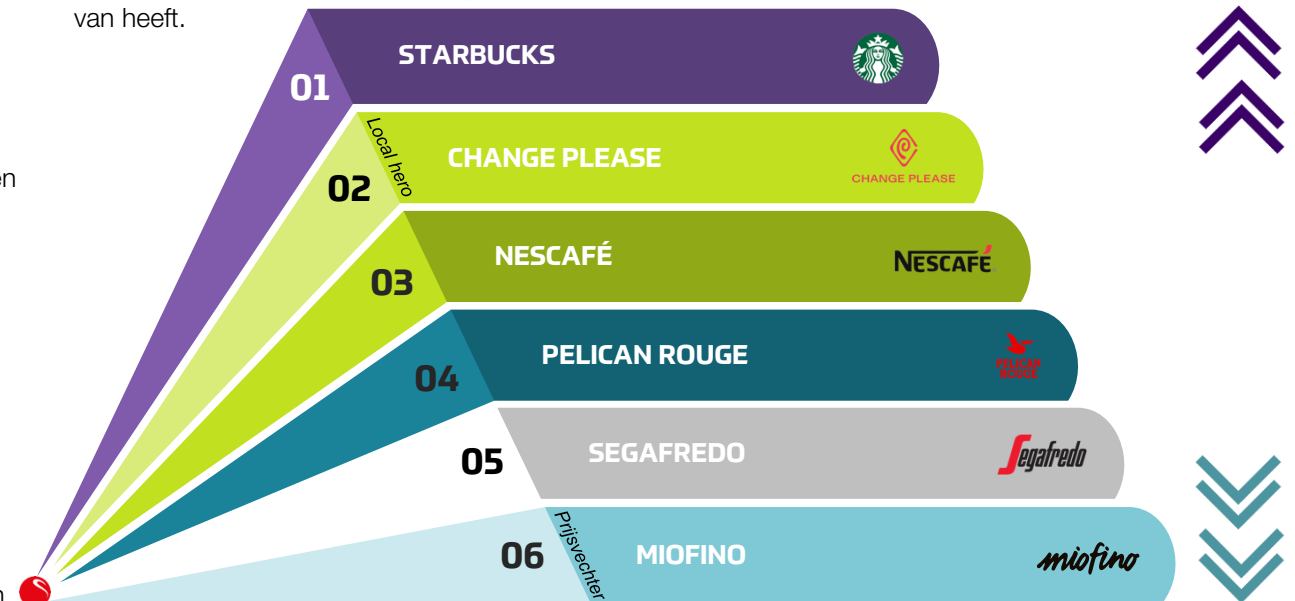 van heeft.
01
STARBUCKS
en
Local hero
02
CHANGE PLEASE
CHANGE PLEASE
03
NESCAFÉ
NESCAFÉ
04
PELICAN ROUGE
PELICAN
ROUGE
05
SEGAFREDO
Segafredo
Prijsvechter
06
MIOFINO
miofino